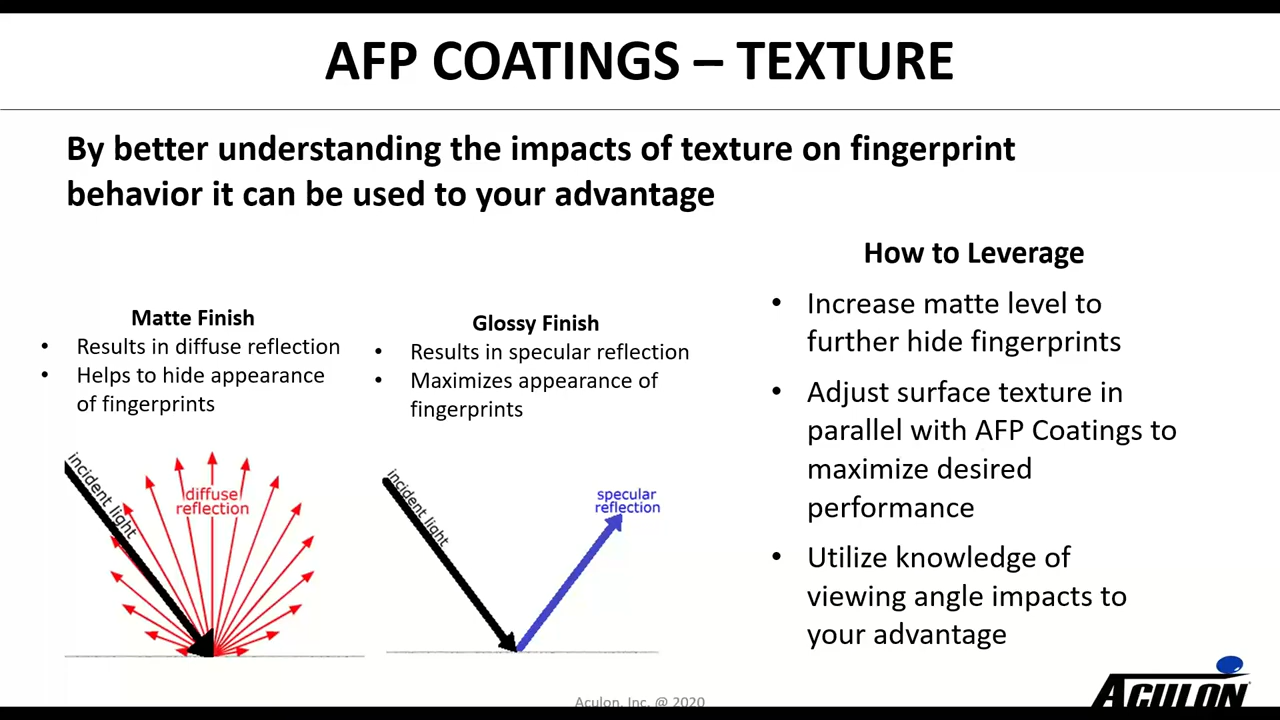 AFP COATINGS – TEXTURE
By better understanding the impacts of texture on fingerprint
behavior it can be used to your advantage
Matte Finish
• Results in diffuse reflection
• Helps to hide appearance
of fingerprints
incident light
diffuse
reflection
Glossy Finish
• Results in specular reflection
• Maximizes appearance of
fingerprints
incident light
specular
reflection
How to Leverage
• Increase matte level to
further hide fingerprints
• Adjust surface texture in
parallel with AFP Coatings to
maximize desired
performance
• Utilize knowledge of
viewing angle impacts to
your advantage
Aculon, Inc. @ 2020
ACULON